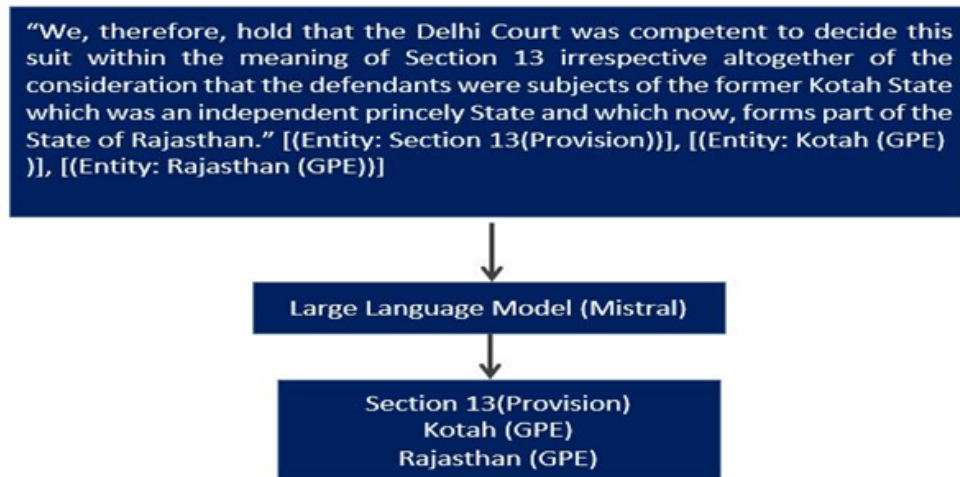 “We, therefore, hold that the Delhi Court was competent to decide this
suit within the meaning of Section 13 irrespective altogether of the
consideration that the defendants were subjects of the former Kotah State
which was an independent princely State and which now, forms part of the
State of Rajasthan.” [(Entity: Section 13(Provision))], [(Entity: Kotah (GPE)
)], [(Entity: Rajasthan (GPE))]
Large Language Model (Mistral)
Section 13(Provision)
Kotah (GPE)
Rajasthan (GPE)